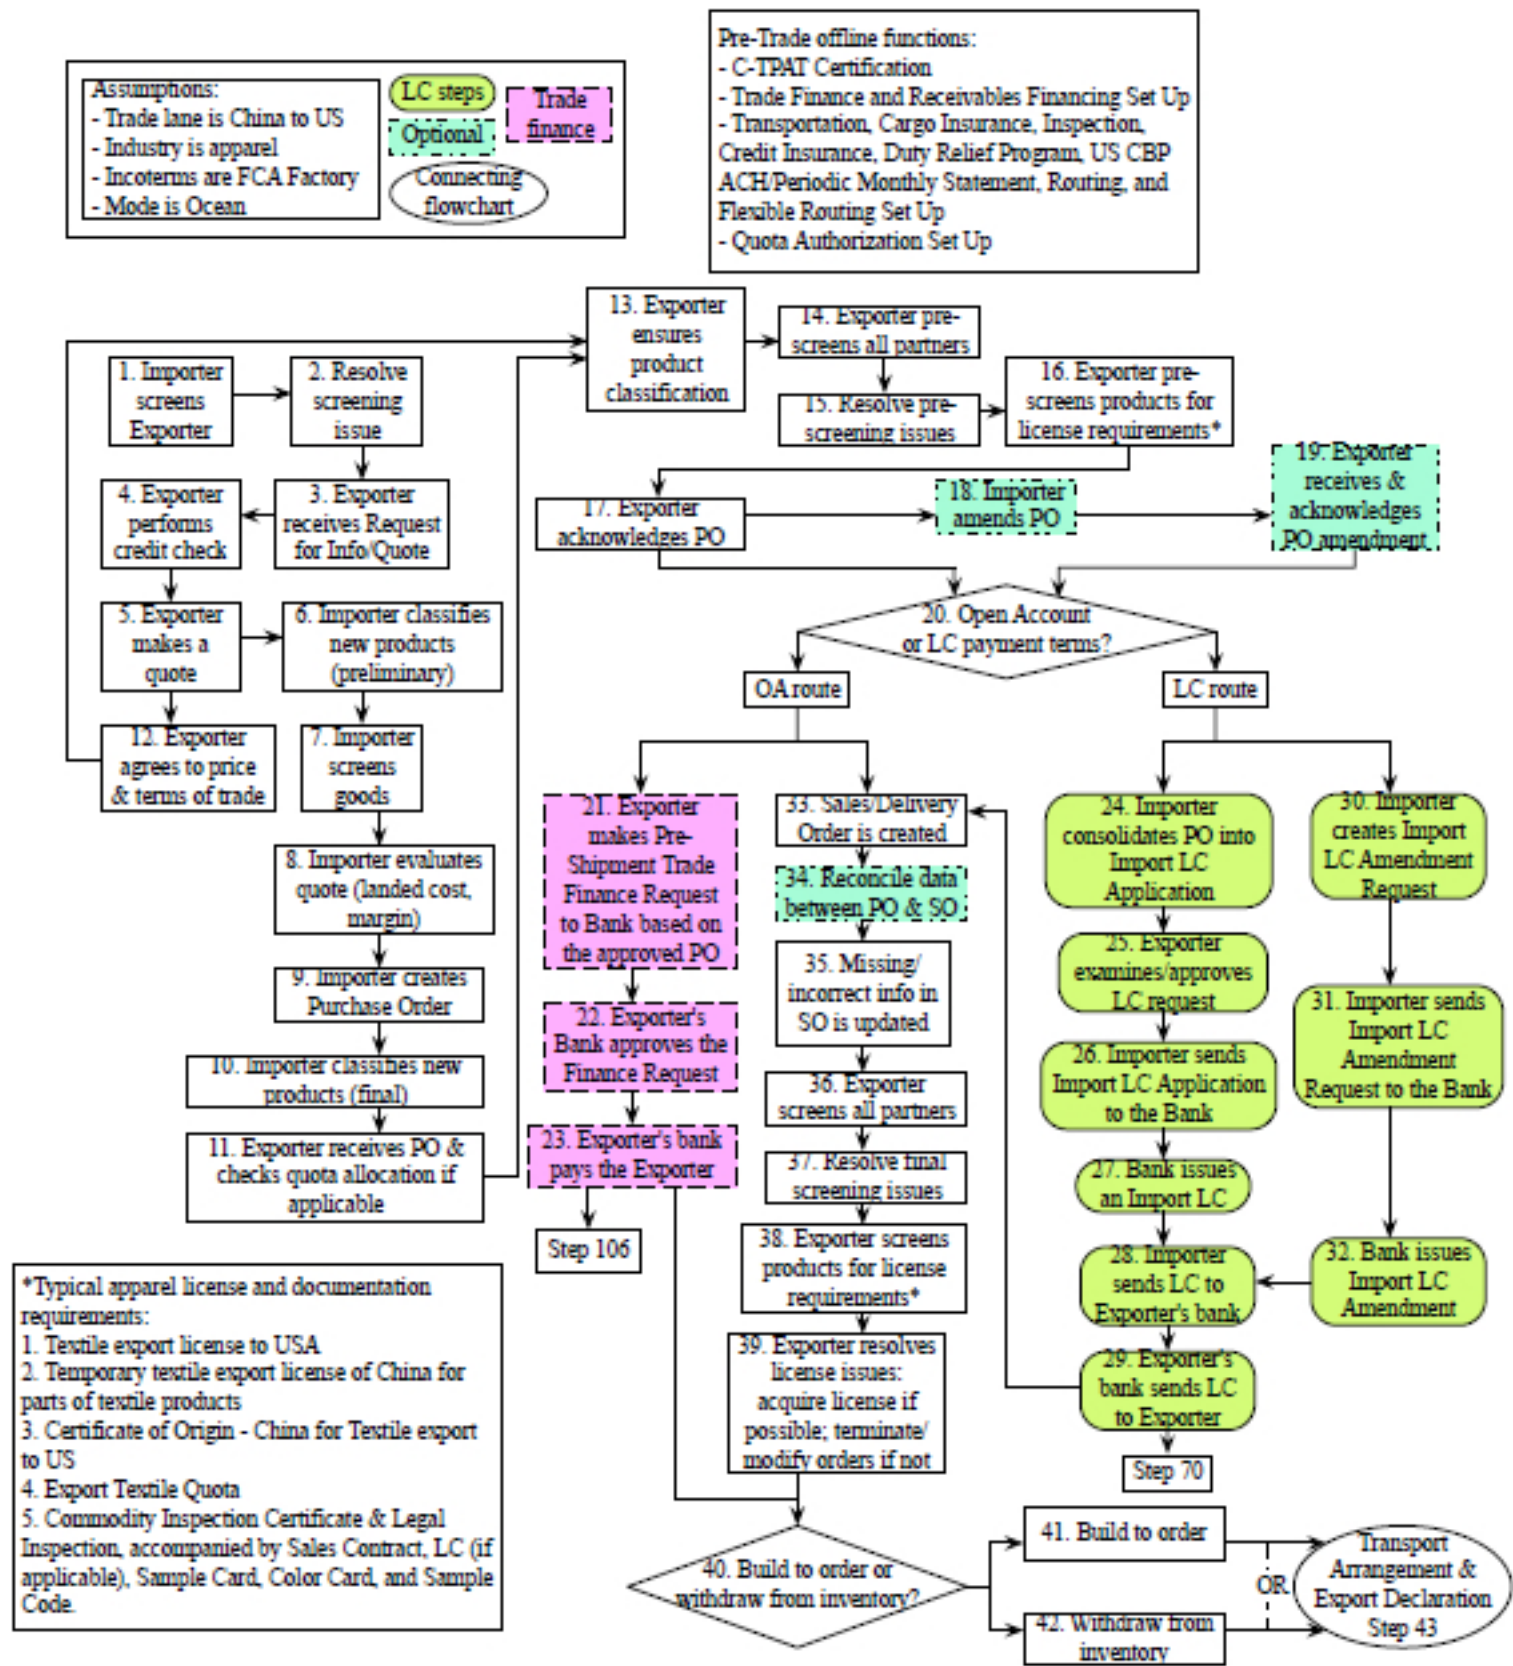 Assumptions:
- Trade lane is China to US
- Industry is apparel
- Incoterms are FCA Factory
- Mode is Ocean
LC steps
Optional
Trade
finance
Connecting
flowchart
Pre-Trade offline functions:
- C-TPAT Certification
- Trade Finance and Receivables Financing Set Up
- Transportation, Cargo Insurance, Inspection,
Credit Insurance, Duty Relief Program, US CBP
ACH/Periodic Monthly Statement, Routing, and
Flexible Routing Set Up
- Quota Authorization Set Up
1. Importer
screens
Exporter
2. Resolve
screening
issue
3. Exporter
receives Request
for Info/Quote
4. Exporter
performs
credit check
5. Exporter
makes a
quote
6. Importer classifies
new products
(preliminary)
7. Importer
screens
goods
8. Importer evaluates
quote (landed cost,
margin)
9. Importer creates
Purchase Order
10. Importer classifies new
products (final)
11. Exporter receives PO &
checks quota allocation if
applicable
12. Exporter
agrees to price
& terms of trade
13. Exporter
ensures
product
classification
14. Exporter pre-
screens all partners
15. Resolve pre-
screening issues
16. Exporter pre-
screens products for
license requirements*
17. Exporter
acknowledges PO
18. Importer
amends PO
19. Exporter
receives &
acknowledges
PO amendment
20. Open Account
or LC payment terms?
OA route
LC route
21. Exporter
makes Pre-
Shipment Trade
Finance Request
to Bank based on
the approved PO
22. Exporter's
Bank approves the
Finance Request
23. Exporter's bank
pays the Exporter
Step 106
33. Sales/Delivery
Order is created
34. Reconcile data
between PO & SO
35. Missing/
incorrect info in
SO is updated
36. Exporter
screens all partners
37. Resolve final
screening issues
38. Exporter screens
products for license
requirements*
39. Exporter resolves
license issues:
acquire license if
possible; terminate/
modify orders if not
24. Importer
consolidates PO into
Import LC
Application
25. Exporter
examines/approves
LC request
26. Importer sends
Import LC Application
to the Bank
27. Bank issues
an Import LC
28. Importer
sends LC to
Exporter's bank
29. Exporter's
bank sends LC
to Exporter
Step 70
30. Importer
creates Import
LC Amendment
Request
31. Importer sends
Import LC
Amendment
Request to the Bank
32. Bank issues
Import LC
Amendment
40. Build to order or
withdraw from inventory?
41. Build to order
42. Withdraw from
inventory
OR
Transport
Arrangement &
Export Declaration
Step 43
*Typical apparel license and documentation
requirements:
1. Textile export license to USA
2. Temporary textile export license of China for
parts of textile products
3. Certificate of Origin - China for Textile export
to US
4. Export Textile Quota
5. Commodity Inspection Certificate & Legal
Inspection, accompanied by Sales Contract, LC (if
applicable), Sample Card, Color Card, and Sample
Code.